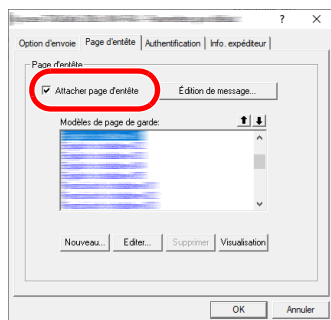 Option d'envoie Page d'entête Authentification Info. expéditeur
Page d'entête
Attacher page d'entête Édition de message...
Modèles de page de garde:
Nouveau... Editer... Supprimer Visualisation
OK Annuler